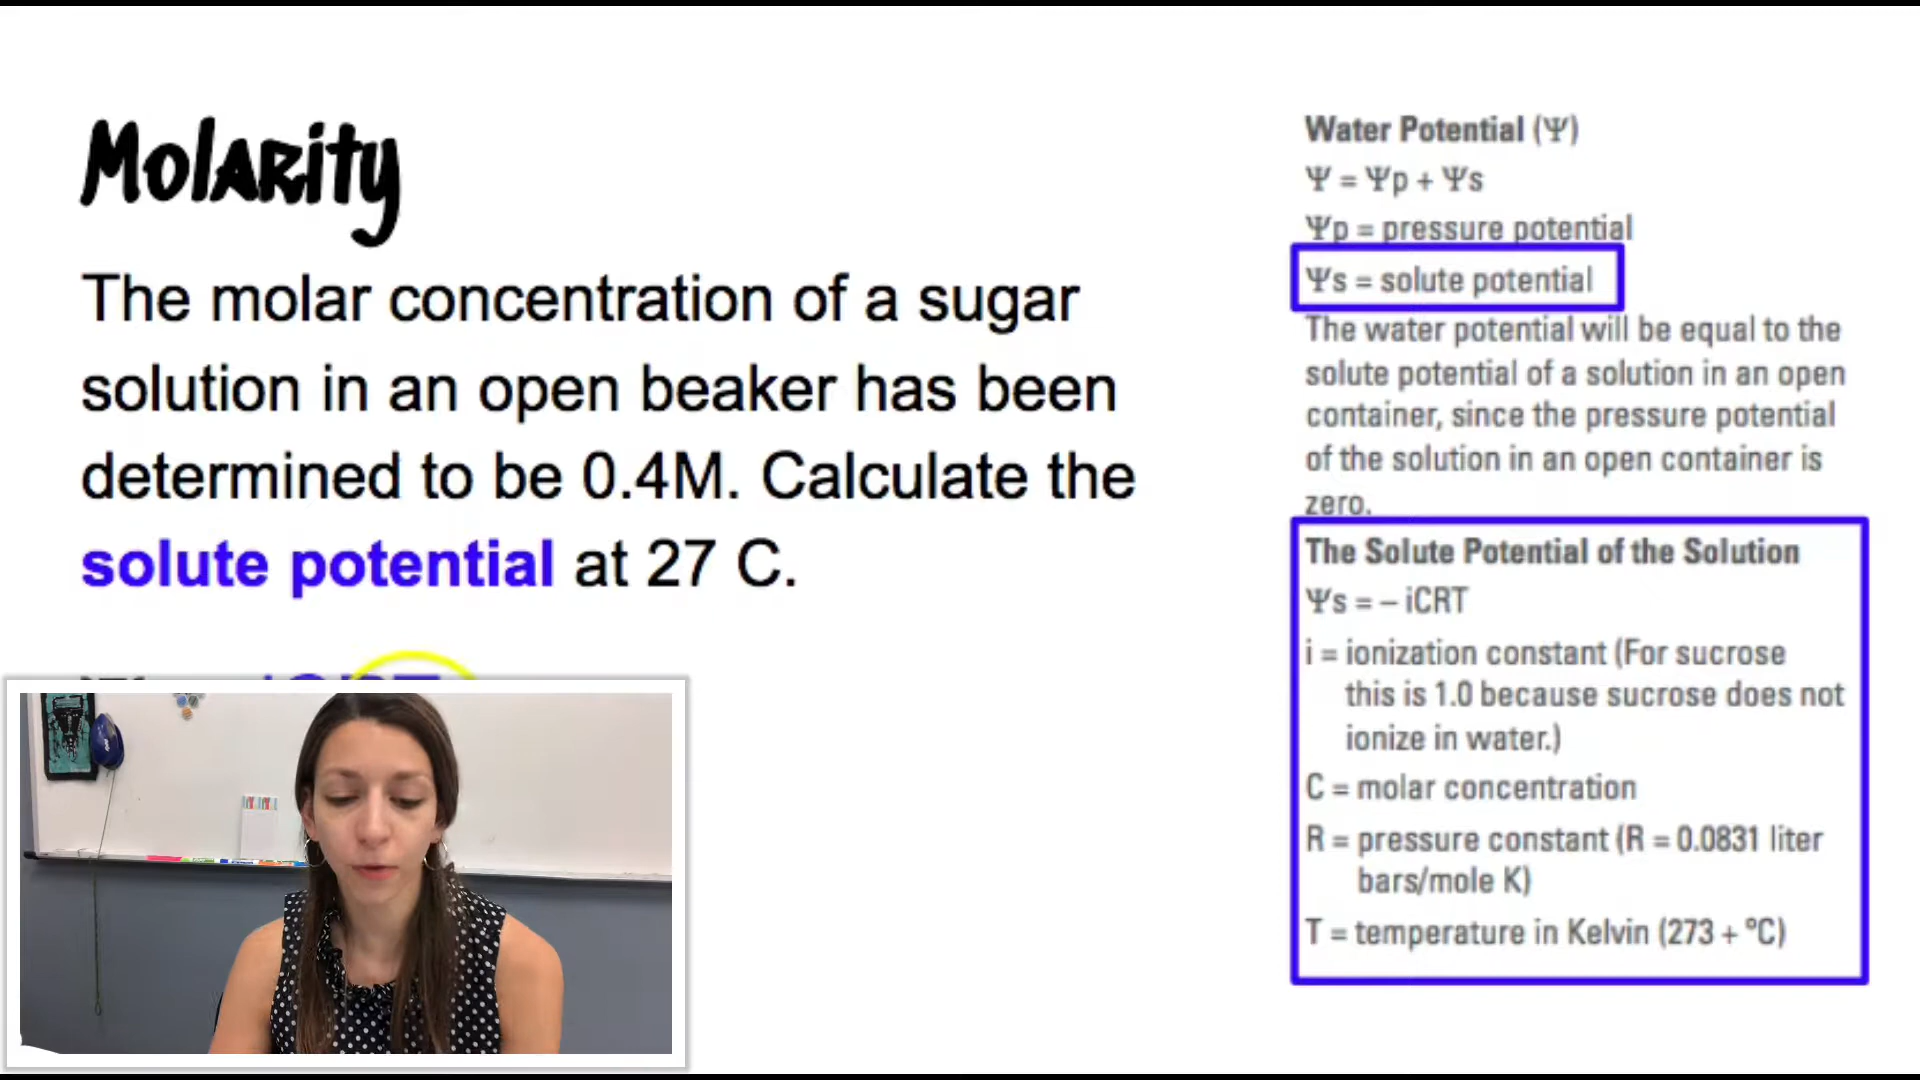 Molarity
The molar concentration of a sugar
solution in an open beaker has been
determined to be 0.4M. Calculate the
solute potential at 27 C.
Water Potential (Ψ)
Ψ = Ψp + Ψs
Ψp = pressure potential
Ψs = solute potential
The water potential will be equal to the
solute potential of a solution in an open
container, since the pressure potential
of the solution in an open container is
zero.
The Solute Potential of the Solution
Ψs = – iCRT
i = ionization constant (For sucrose
this is 1.0 because sucrose does not
ionize in water.)
C = molar concentration
R = pressure constant (R = 0.0831 liter
bars/mole K)
T = temperature in Kelvin (273 + ºC)